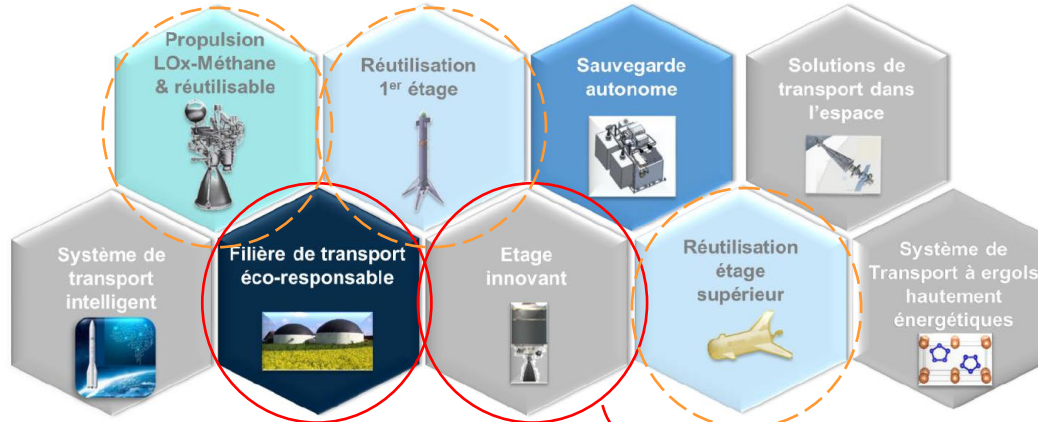 Propulsion
LOx-Méthane
& réutilisable
Réutilisation
1er étage
Sauvegarde
autonome
Solutions de
transport dans
l'espace
Système de
transport
intelligent
Filière de transport
éco-responsable
Etage
innovant
Réutilisation
étage
supérieur
Système de
Transport à ergols
hautement
énergétiques